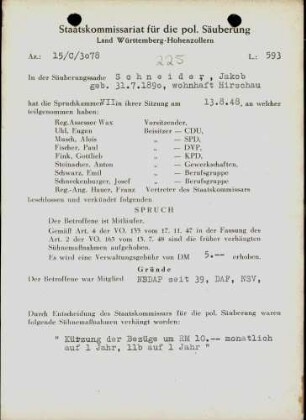 Staatskommissariat für die pol. Säuberung
Land Württemberg-Hohenzollern
Az.: 15/C/3078
225
L.: 593
In der Säuberungssache Schneider, Jakob
geb. 31.7.1890, wohnhaft Hirschau
hat die Spruchkammer VII in ihrer Sitzung am 13.8.48, an welcher
teilgenommen haben:
Reg.Assessor Wax Vorsitzender,
Uhl, Eugen Beisitzer — CDU,
Mauch, Alois „ — SPD,
Fischer, Paul „ — DVP,
Fink, Gottlieb „ — KPD,
Steinacher, Anton „ — Gewerkschaften,
Schwarz, Emil „ — Berufsgruppe
Schneckenburger, Josef „ — Berufsgruppe
Reg.-Ang. Hauer, Franz Vertreter des Staatskommissars
beschlossen und verkündet folgenden
SPRUCH
Der Betroffene ist Mitläufer.
Gemäß Art. 4 der VO. 133 vom 17. 11. 47 in der Fassung des
Art. 2 der VO. 165 vom 13. 7. 48 sind die früher verhängten
Sühnemaßnahmen aufgehoben.
Es wird eine Verwaltungsgebühr von DM 5.-- erhoben.
Gründe
Der Betroffene war Mitglied NSDAP seit 39, DAF, NSV,
Durch Entscheidung des Staatskommissars für die pol. Säuberung waren
folgende Sühnemaßnahmen verhängt worden:
" Kürzung der Bezüge um RM 10.-- monatlich
auf 1 Jahr, 11b auf 1 Jahr "